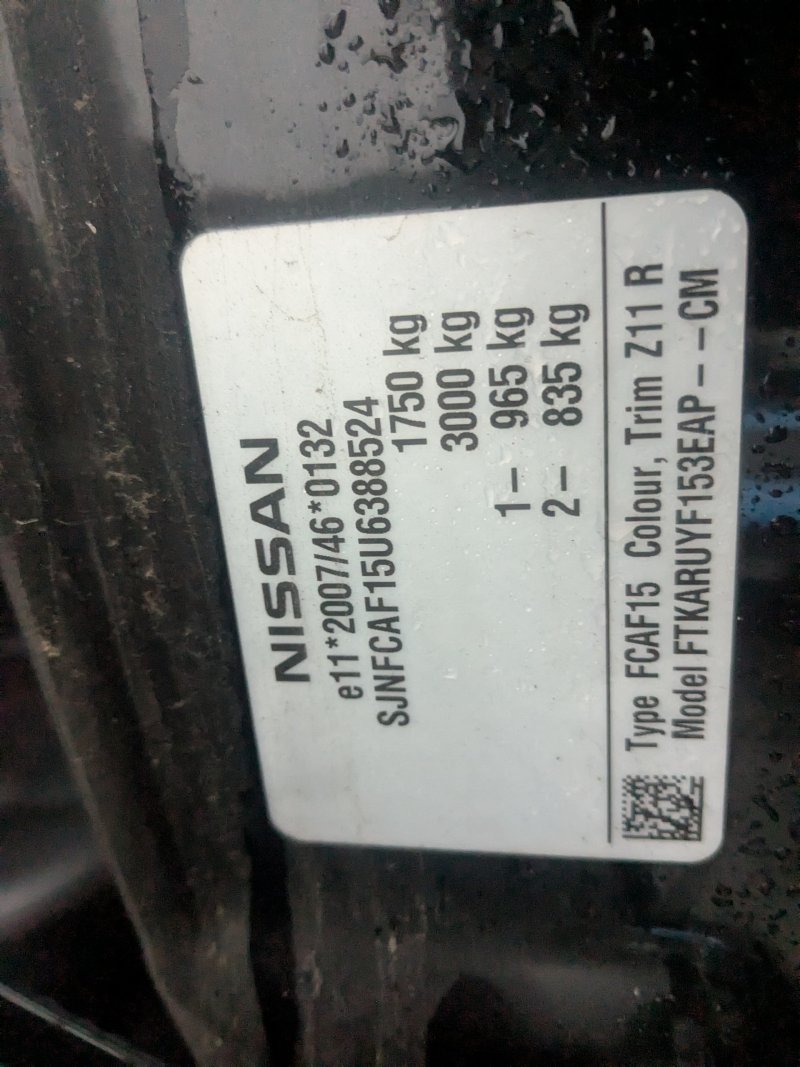 NISSAN
e11*2007/46*0132
SJNFCAF15U6388524
1750 kg
3000 kg
1– 965 kg
2– 835 kg
Type FCAF15 Colour, Trim Z11 R
Model FTKARUYF153EAP – – CM